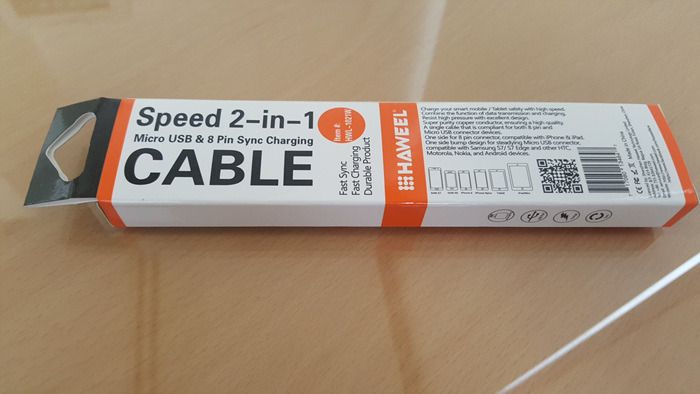 Speed 2-in-1
Micro USB & 8 Pin Sync Charging
CABLE
Item #:
HWL-1021W
Fast Sync
Fast Charging
Durable Product
HAWEEL
Charge your smart mobile / Tablet safely with high speed.
Combine the function of data transmission and charging.
Resist high pressure with excellent design.
Super purity copper conductor, ensuring a high quality.
A single cable that is compliant for both 8 pin and
Micro USB connector devices.
One side for 8 pin connector, compatible with iPhone & iPad.
One side bump design for steadying Micro USB connector,
compatible with Samsung S7/ S7 Edge and other HTC,
Motorola, Nokia, and Android devices.